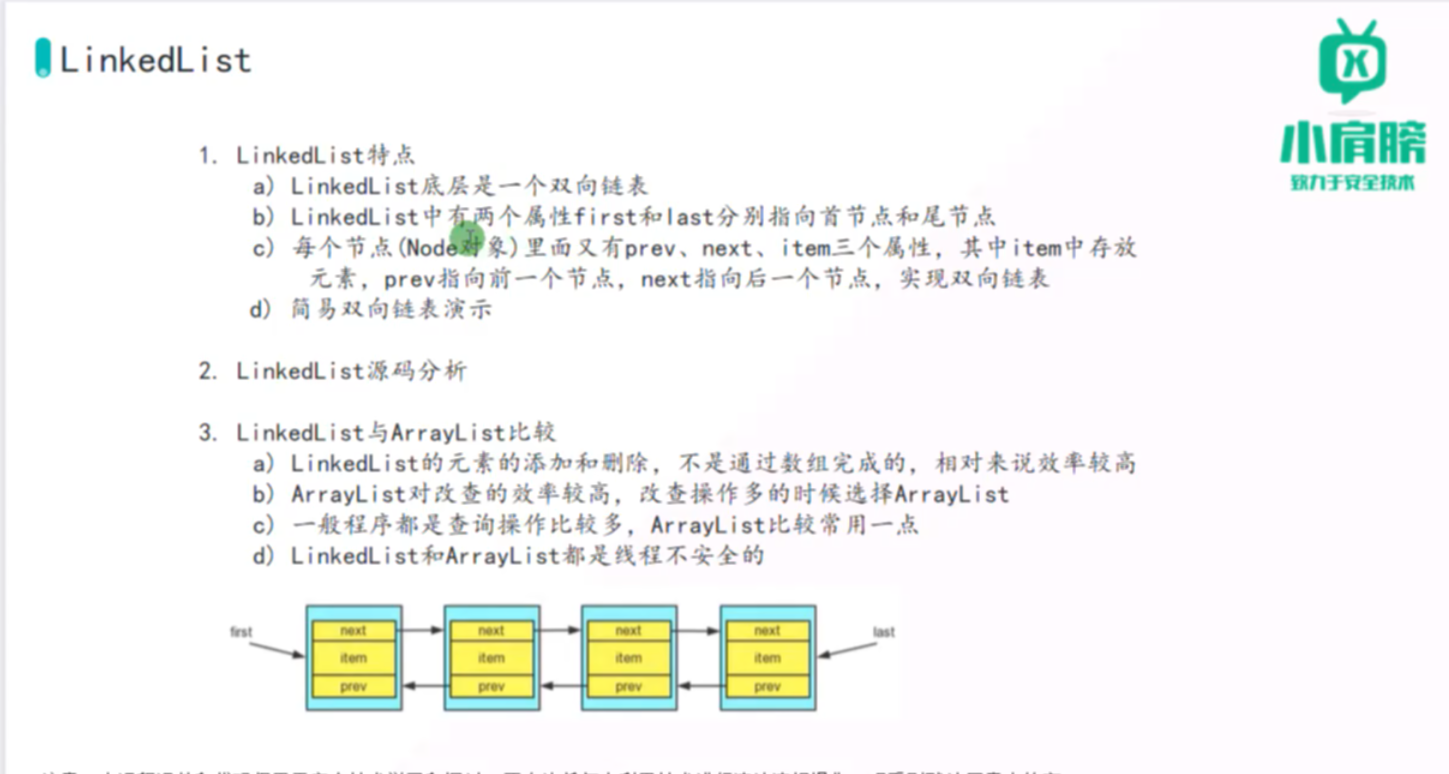 LinkedList
小肩膀
致力于安全技术
1. LinkedList特点
a) LinkedList底层是一个双向链表
b) LinkedList中有两个属性first和last分别指向首节点和尾节点
c) 每个节点(Node对象)里面又有prev、next、item三个属性，其中item中存放
元素，prev指向前一个节点，next指向后一个节点，实现双向链表
d) 简易双向链表演示
2. LinkedList源码分析
3. LinkedList与ArrayList比较
a) LinkedList的元素的添加和删除，不是通过数组完成的，相对来说效率较高
b) ArrayList对改查的效率较高，改查操作多的时候选择ArrayList
c) 一般程序都是查询操作比较多，ArrayList比较常用一点
d) LinkedList和ArrayList都是线程不安全的
first next next next next last
item item item item
prev prev prev prev